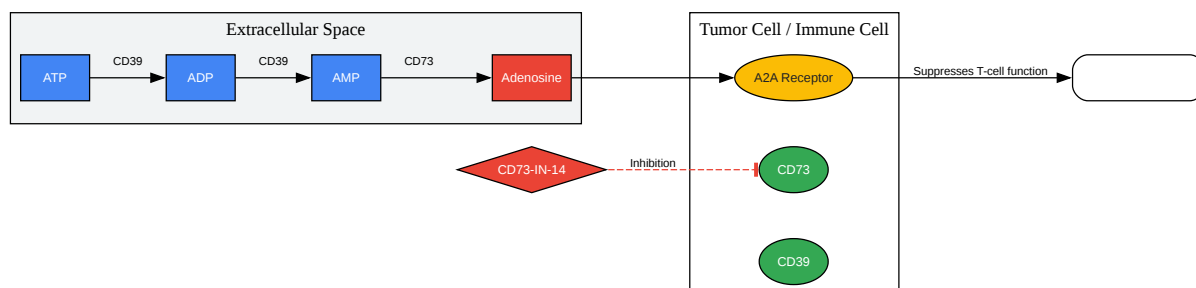 Extracellular Space
Tumor Cell / Immune Cell
ATP
CD39
ADP
CD39
AMP
CD73
Adenosine
A2A Receptor
Suppresses T-cell function
CD73-IN-14
Inhibition
CD73
CD39